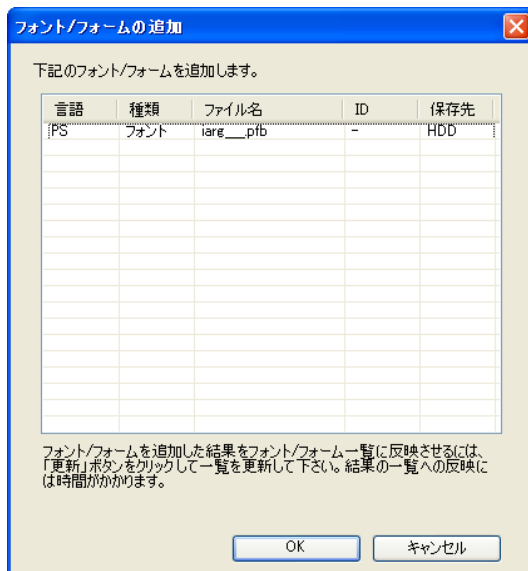 フォント/フォームの追加
下記のフォント/フォームを追加します。
言語 種類 ファイル名 ID 保存先
PS フォント iarg___.pfb - HDD
フォント/フォームを追加した結果をフォント/フォーム一覧に反映させるには、
「更新」ボタンをクリックして一覧を更新して下さい。結果の一覧への反映に
は時間がかかります。
OK キャンセル